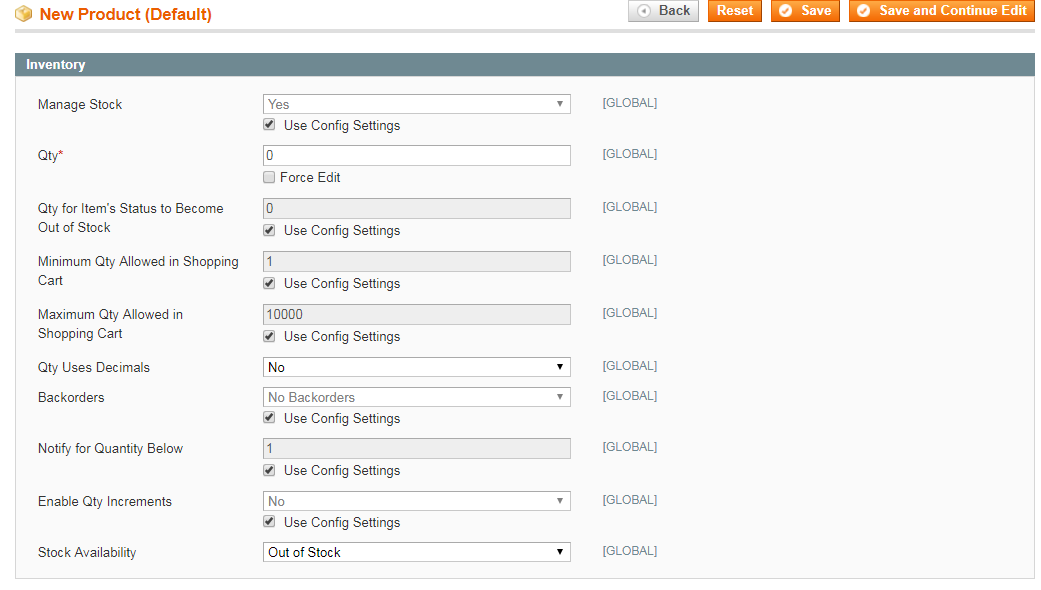 New Product (Default)
Back
Reset
Save
Save and Continue Edit
Inventory
Manage Stock
Yes
[GLOBAL]
Use Config Settings
Qty*
0
[GLOBAL]
Force Edit
Qty for Item's Status to Become
Out of Stock
0
[GLOBAL]
Use Config Settings
Minimum Qty Allowed in Shopping
Cart
1
[GLOBAL]
Use Config Settings
Maximum Qty Allowed in
Shopping Cart
10000
[GLOBAL]
Use Config Settings
Qty Uses Decimals
No
[GLOBAL]
Backorders
No Backorders
[GLOBAL]
Use Config Settings
Notify for Quantity Below
1
[GLOBAL]
Use Config Settings
Enable Qty Increments
No
[GLOBAL]
Use Config Settings
Stock Availability
Out of Stock
[GLOBAL]